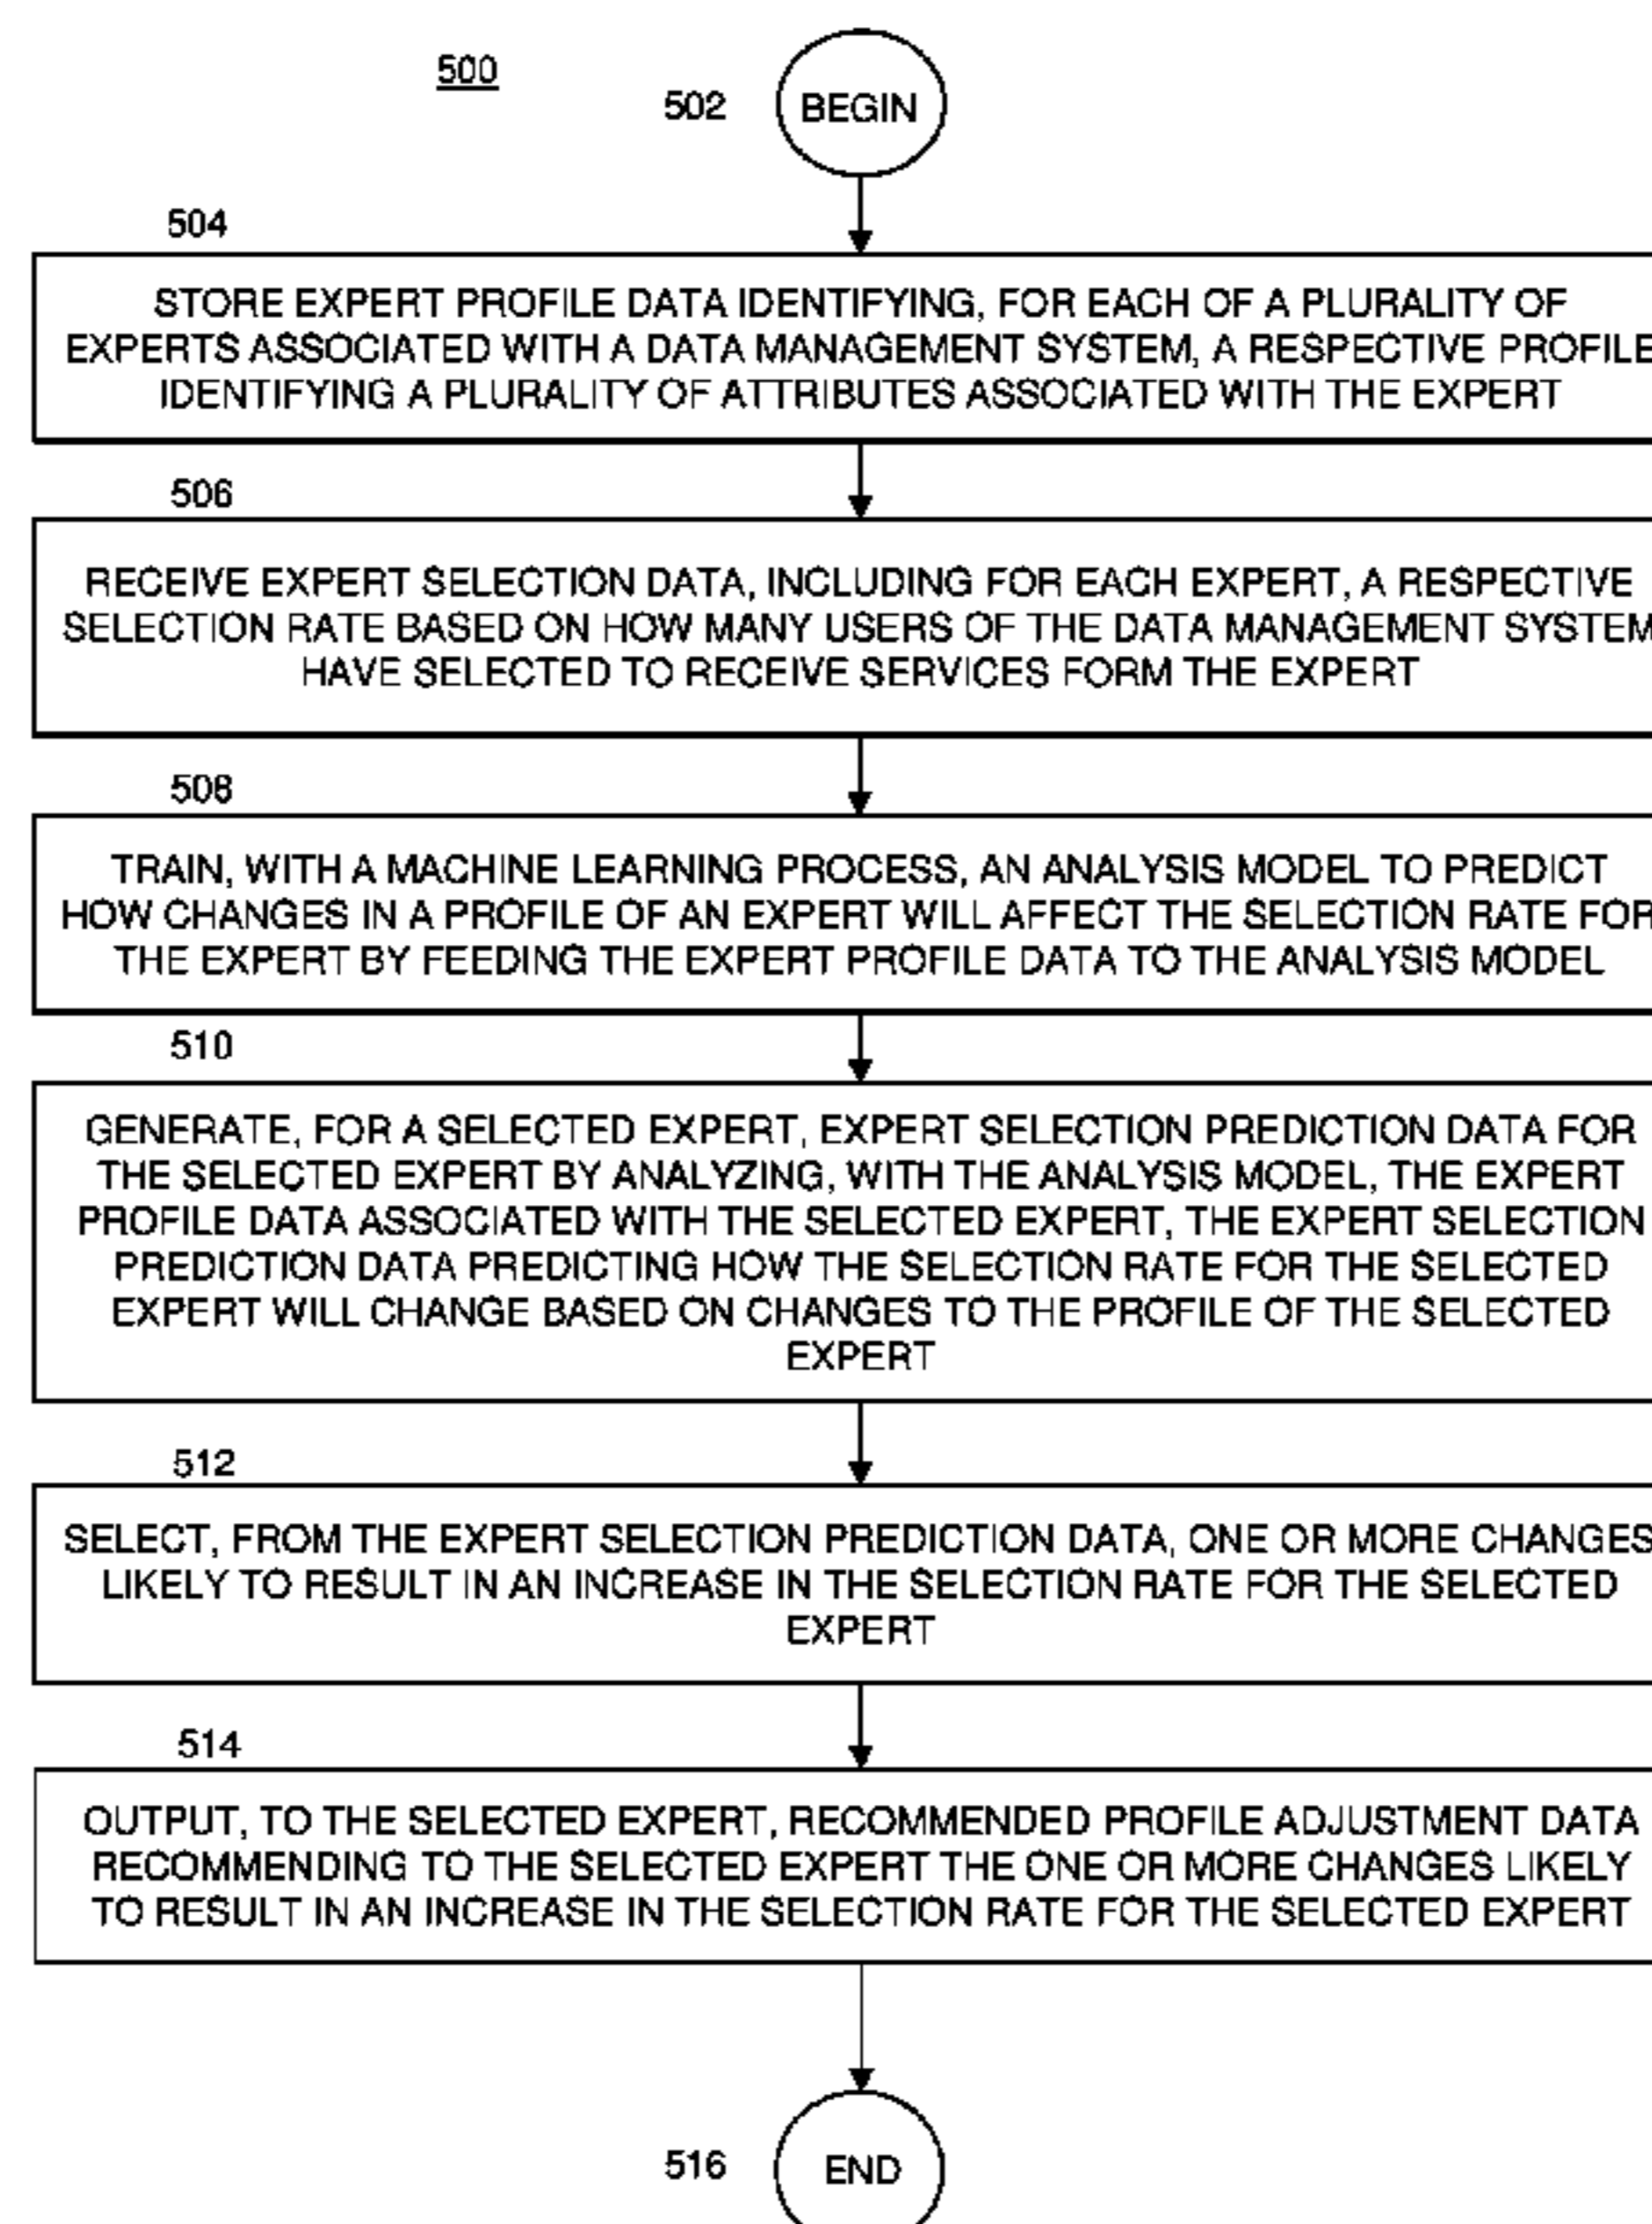 500
502
BEGIN
504
STORE EXPERT PROFILE DATA IDENTIFYING, FOR EACH OF A PLURALITY OF
EXPERTS ASSOCIATED WITH A DATA MANAGEMENT SYSTEM, A RESPECTIVE PROFILE
IDENTIFYING A PLURALITY OF ATTRIBUTES ASSOCIATED WITH THE EXPERT
506
RECEIVE EXPERT SELECTION DATA, INCLUDING FOR EACH EXPERT, A RESPECTIVE
SELECTION RATE BASED ON HOW MANY USERS OF THE DATA MANAGEMENT SYSTEM
HAVE SELECTED TO RECEIVE SERVICES FORM THE EXPERT
508
TRAIN, WITH A MACHINE LEARNING PROCESS, AN ANALYSIS MODEL TO PREDICT
HOW CHANGES IN A PROFILE OF AN EXPERT WILL AFFECT THE SELECTION RATE FOR
THE EXPERT BY FEEDING THE EXPERT PROFILE DATA TO THE ANALYSIS MODEL
510
GENERATE, FOR A SELECTED EXPERT, EXPERT SELECTION PREDICTION DATA FOR
THE SELECTED EXPERT BY ANALYZING, WITH THE ANALYSIS MODEL, THE EXPERT
PROFILE DATA ASSOCIATED WITH THE SELECTED EXPERT, THE EXPERT SELECTION
PREDICTION DATA PREDICTING HOW THE SELECTION RATE FOR THE SELECTED
EXPERT WILL CHANGE BASED ON CHANGES TO THE PROFILE OF THE SELECTED
EXPERT
512
SELECT, FROM THE EXPERT SELECTION PREDICTION DATA, ONE OR MORE CHANGES
LIKELY TO RESULT IN AN INCREASE IN THE SELECTION RATE FOR THE SELECTED
EXPERT
514
OUTPUT, TO THE SELECTED EXPERT, RECOMMENDED PROFILE ADJUSTMENT DATA
RECOMMENDING TO THE SELECTED EXPERT THE ONE OR MORE CHANGES LIKELY
TO RESULT IN AN INCREASE IN THE SELECTION RATE FOR THE SELECTED EXPERT
516
END